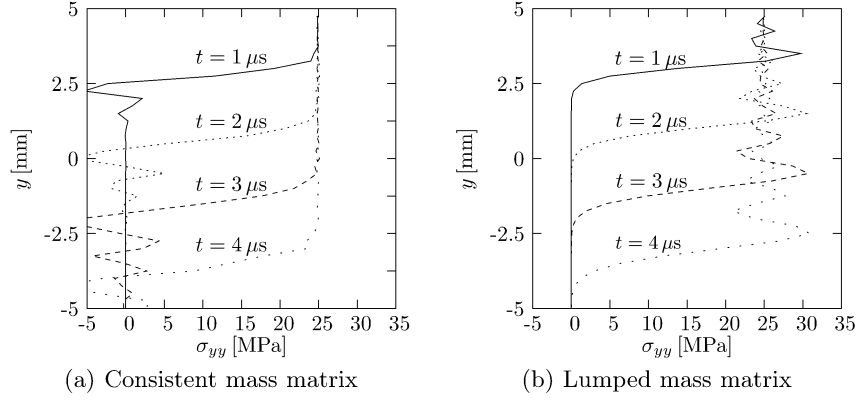 5
2.5
0
-2.5
-5
y [mm]
t = 1 μs
t = 2 μs
t = 3 μs
t = 4 μs
-5 0 5 10 15 20 25 30 35
σyy [MPa]
(a) Consistent mass matrix
5
2.5
0
-2.5
-5
y [mm]
t = 1 μs
t = 2 μs
t = 3 μs
t = 4 μs
-5 0 5 10 15 20 25 30 35
σyy [MPa]
(b) Lumped mass matrix